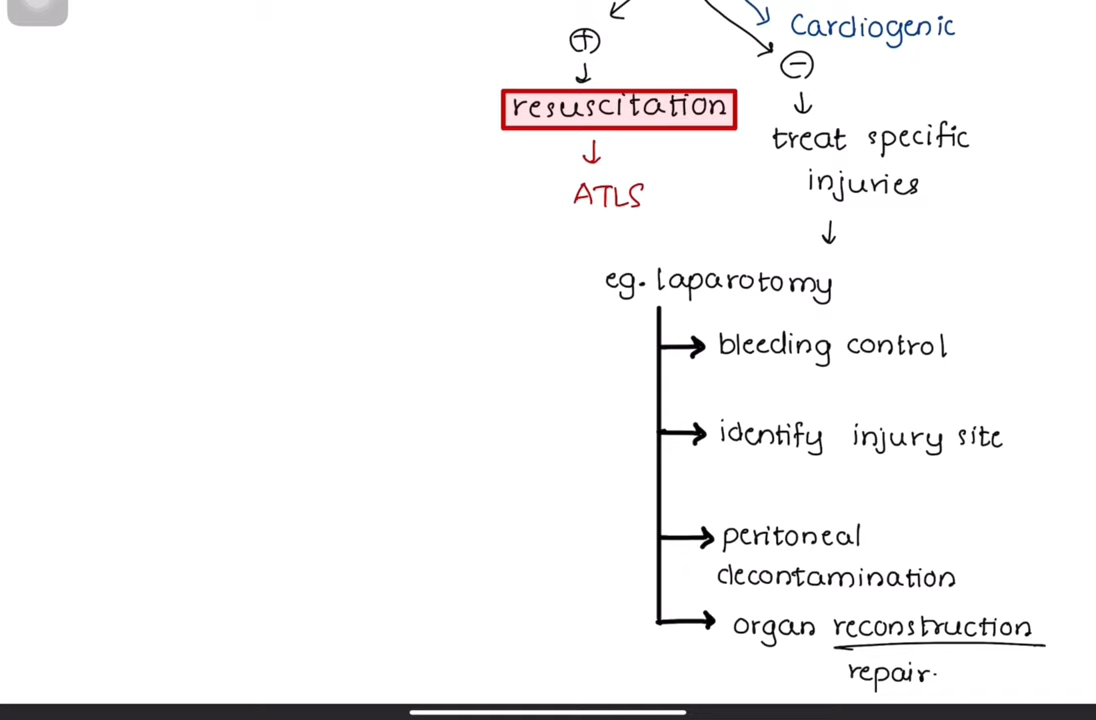 Cardiogenic
⊕
⊖
resuscitation
treat specific
injuries
ATLS
eg. laparotomy
bleeding control
identify injury site
peritoneal
decontamination
organ reconstruction
repair.